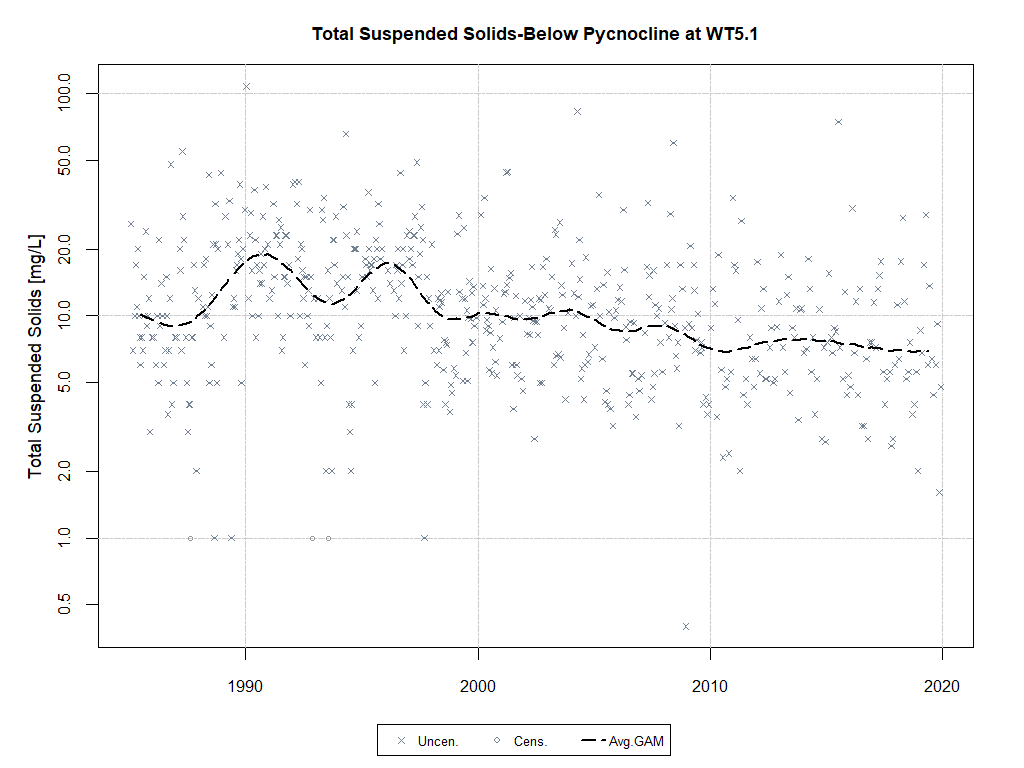 Total Suspended Solids-Below Pycnocline at WT5.1
Total Suspended Solids [mg/L]
100.0
50.0
20.0
10.0
5.0
2.0
1.0
0.5
1990 2000 2010 2020
Uncen. Cens. Avg.GAM